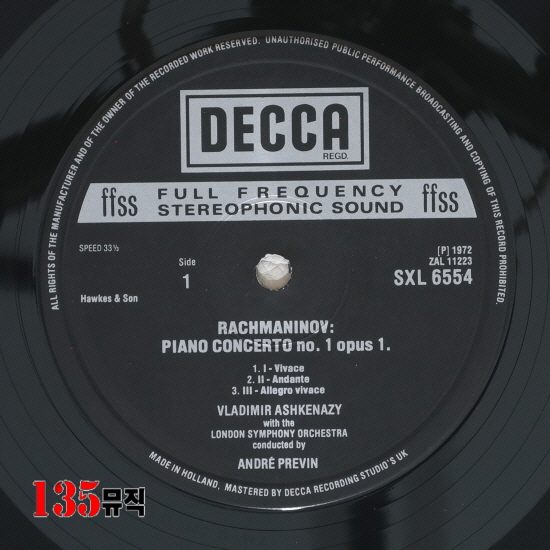 ALL RIGHTS OF THE MANUFACTURER AND OF THE OWNER OF THE RECORDED WORK RESERVED. UNAUTHORISED PUBLIC PERFORMANCE BROADCASTING AND COPYING OF THIS RECORD PROHIBITED.
DECCA
REGD.
ffss FULL FREQUENCY STEREOPHONIC SOUND ffss
SPEED 33⅓
[P] 1972
ZAL 11223
SXL 6554
Side
1
Hawkes & Son
RACHMANINOV:
PIANO CONCERTO no. 1 opus 1.
1. I - Vivace
2. II - Andante
3. III - Allegro vivace
VLADIMIR ASHKENAZY
with the
LONDON SYMPHONY ORCHESTRA
conducted by
ANDRÉ PREVIN
MADE IN HOLLAND, MASTERED BY DECCA RECORDING STUDIO'S UK
135뮤직